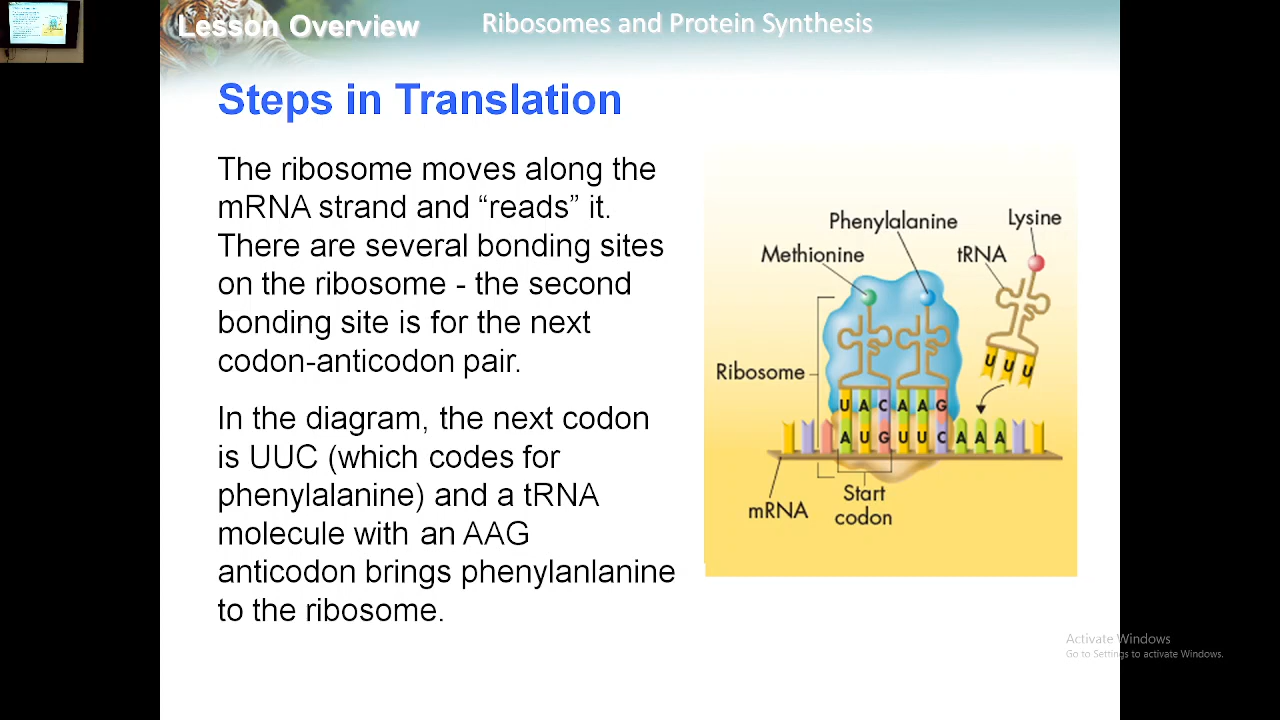 Lesson Overview
Ribosomes and Protein Synthesis
Steps in Translation
The ribosome moves along the
mRNA strand and “reads” it.
There are several bonding sites
on the ribosome - the second
bonding site is for the next
codon-anticodon pair.
In the diagram, the next codon
is UUC (which codes for
phenylalanine) and a tRNA
molecule with an AAG
anticodon brings phenylanlanine
to the ribosome.
Phenylalanine
Lysine
Methionine
tRNA
Ribosome
U U U
U A C A A G
A U G U U C A A A
mRNA
Start
codon
Activate Windows
Go to Settings to activate Windows.